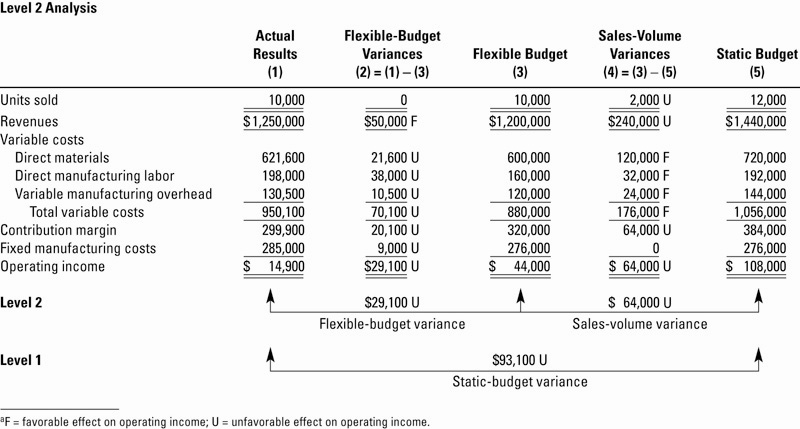 Level 2 Analysis
Actual Results (1) Flexible-Budget Variances (2) = (1) – (3) Flexible Budget (3) Sales-Volume Variances (4) = (3) – (5) Static Budget (5)
Units sold 10,000 0 10,000 2,000 U 12,000
Revenues $1,250,000 $50,000 F $1,200,000 $240,000 U $1,440,000
Variable costs
Direct materials 621,600 21,600 U 600,000 120,000 F 720,000
Direct manufacturing labor 198,000 38,000 U 160,000 32,000 F 192,000
Variable manufacturing overhead 130,500 10,500 U 120,000 24,000 F 144,000
Total variable costs 950,100 70,100 U 880,000 176,000 F 1,056,000
Contribution margin 299,900 20,100 U 320,000 64,000 U 384,000
Fixed manufacturing costs 285,000 9,000 U 276,000 0 276,000
Operating income $ 14,900 $29,100 U $ 44,000 $ 64,000 U $ 108,000
Level 2 $29,100 U $ 64,000 U
Flexible-budget variance Sales-volume variance
Level 1 $93,100 U
Static-budget variance
aF = favorable effect on operating income; U = unfavorable effect on operating income.